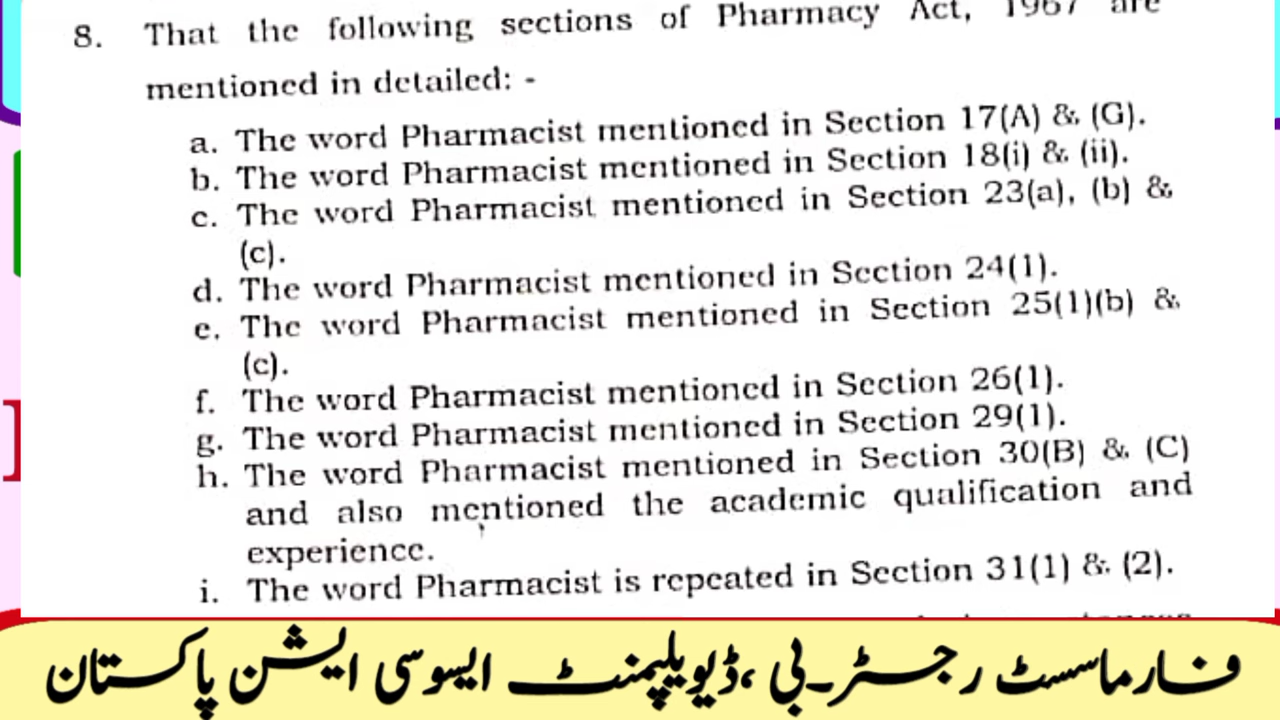 8. That the following sections of Pharmacy Act, 1967 are
mentioned in detailed: -
a. The word Pharmacist mentioned in Section 17(A) & (G).
b. The word Pharmacist mentioned in Section 18(i) & (ii).
c. The word Pharmacist mentioned in Section 23(a), (b) &
(c).
d. The word Pharmacist mentioned in Section 24(1).
e. The word Pharmacist mentioned in Section 25(1)(b) &
(c).
f. The word Pharmacist mentioned in Section 26(1).
g. The word Pharmacist mentioned in Section 29(1).
h. The word Pharmacist mentioned in Section 30(B) & (C)
and also mentioned the academic qualification and
experience.
i. The word Pharmacist is repeated in Section 31(1) & (2).
فارماسسٹ رجسٹر۔بی ،ڈیویلپمنٹ ایسوسی ایشن پاکستان